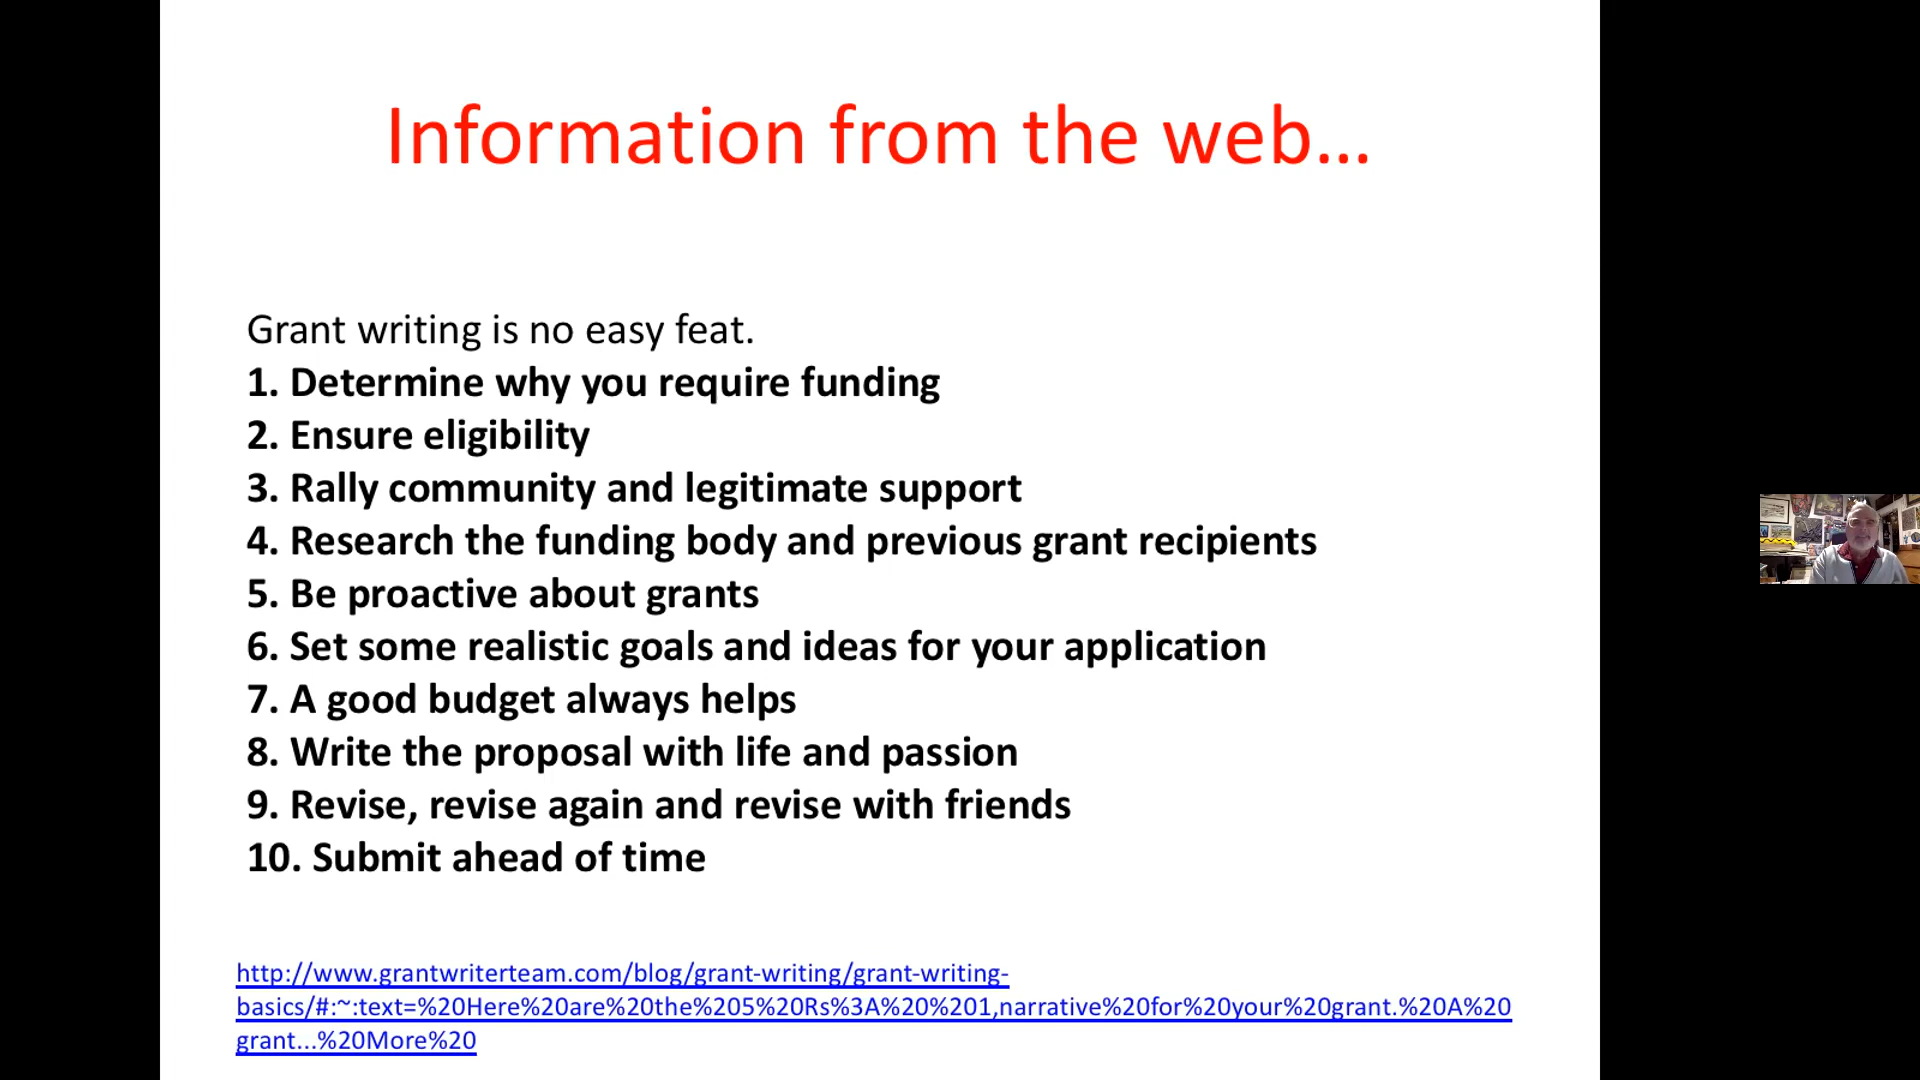 Information from the web...
Grant writing is no easy feat.
1. Determine why you require funding
2. Ensure eligibility
3. Rally community and legitimate support
4. Research the funding body and previous grant recipients
5. Be proactive about grants
6. Set some realistic goals and ideas for your application
7. A good budget always helps
8. Write the proposal with life and passion
9. Revise, revise again and revise with friends
10. Submit ahead of time
http://www.grantwriterteam.com/blog/grant-writing/grant-writing-
basics/#:~:text=%20Here%20are%20the%205%20Rs%3A%20%201,narrative%20for%20your%20grant.%20A%20
grant...%20More%20